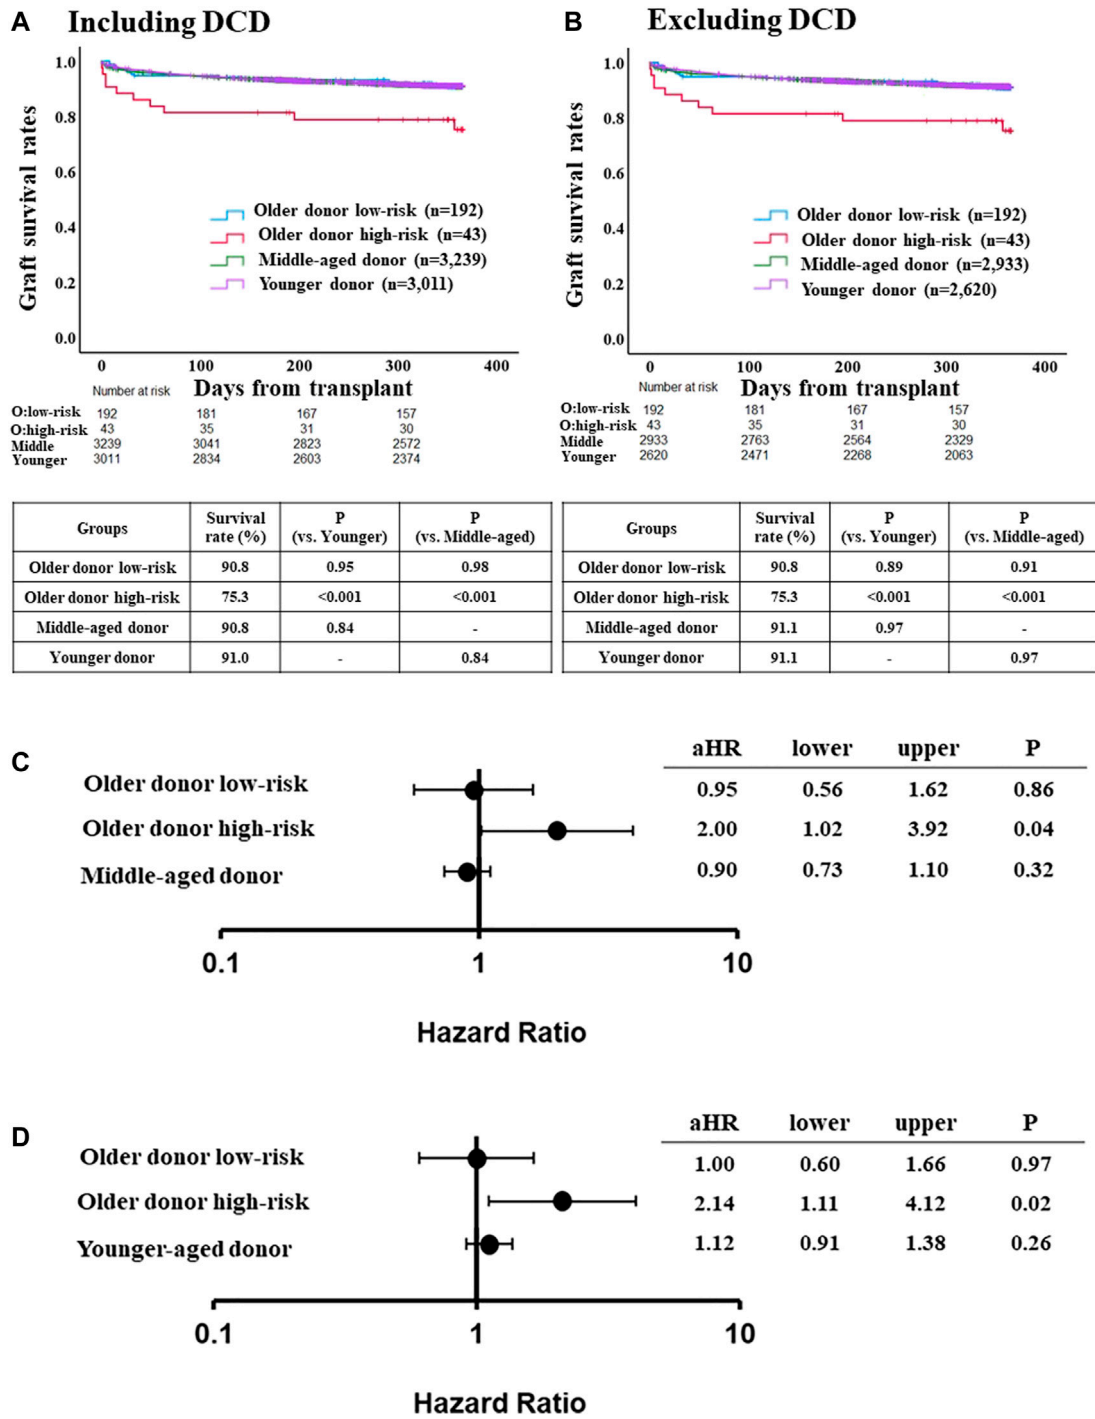 A Including DCD
Graft survival rates
1.0
0.8
0.6
0.4
0.2
0.0
Older donor low-risk (n=192)
Older donor high-risk (n=43)
Middle-aged donor (n=3,239)
Younger donor (n=3,011)
0 100 200 300 400
Number at risk Days from transplant
O:low-risk 192 181 167 157
O:high-risk 43 35 31 30
Middle 3239 3041 2823 2572
Younger 3011 2834 2603 2374
Groups Survival rate (%) P (vs. Younger) P (vs. Middle-aged)
Older donor low-risk 90.8 0.95 0.98
Older donor high-risk 75.3 <0.001 <0.001
Middle-aged donor 90.8 0.84 -
Younger donor 91.0 - 0.84
B Excluding DCD
Graft survival rates
1.0
0.8
0.6
0.4
0.2
0.0
Older donor low-risk (n=192)
Older donor high-risk (n=43)
Middle-aged donor (n=2,933)
Younger donor (n=2,620)
0 100 200 300 400
Number at risk Days from transplant
O:low-risk 192 181 167 157
O:high-risk 43 35 31 30
Middle 2933 2763 2564 2329
Younger 2620 2471 2268 2063
Groups Survival rate (%) P (vs. Younger) P (vs. Middle-aged)
Older donor low-risk 90.8 0.89 0.91
Older donor high-risk 75.3 <0.001 <0.001
Middle-aged donor 91.1 0.97 -
Younger donor 91.1 - 0.97
C
aHR lower upper P
Older donor low-risk 0.95 0.56 1.62 0.86
Older donor high-risk 2.00 1.02 3.92 0.04
Middle-aged donor 0.90 0.73 1.10 0.32
0.1 1 10
Hazard Ratio
D
aHR lower upper P
Older donor low-risk 1.00 0.60 1.66 0.97
Older donor high-risk 2.14 1.11 4.12 0.02
Younger-aged donor 1.12 0.91 1.38 0.26
0.1 1 10
Hazard Ratio